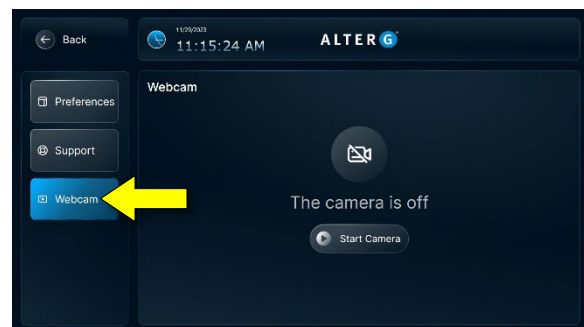 Back
11/29/2023
11:15:24 AM
ALTERG
Preferences
Support
Webcam
Webcam
The camera is off
Start Camera